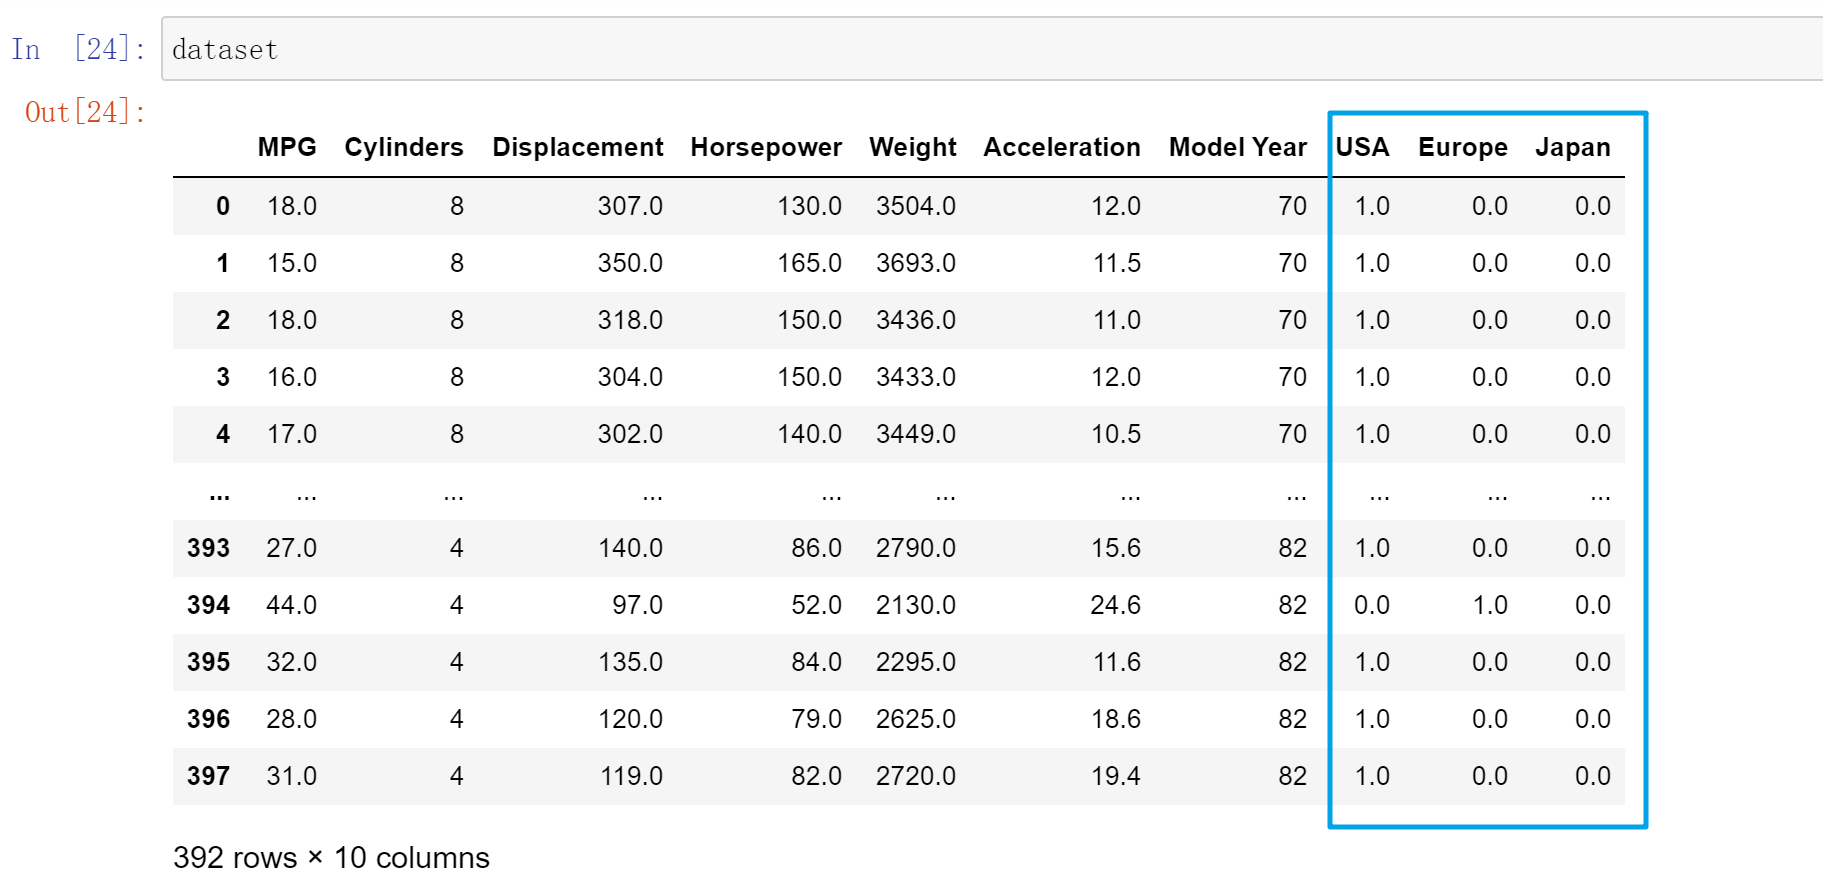 In [24]: dataset
Out[24]:
MPG Cylinders Displacement Horsepower Weight Acceleration Model Year USA Europe Japan
0 18.0 8 307.0 130.0 3504.0 12.0 70 1.0 0.0 0.0
1 15.0 8 350.0 165.0 3693.0 11.5 70 1.0 0.0 0.0
2 18.0 8 318.0 150.0 3436.0 11.0 70 1.0 0.0 0.0
3 16.0 8 304.0 150.0 3433.0 12.0 70 1.0 0.0 0.0
4 17.0 8 302.0 140.0 3449.0 10.5 70 1.0 0.0 0.0
... ... ... ... ... ... ... ... ... ... ...
393 27.0 4 140.0 86.0 2790.0 15.6 82 1.0 0.0 0.0
394 44.0 4 97.0 52.0 2130.0 24.6 82 0.0 1.0 0.0
395 32.0 4 135.0 84.0 2295.0 11.6 82 1.0 0.0 0.0
396 28.0 4 120.0 79.0 2625.0 18.6 82 1.0 0.0 0.0
397 31.0 4 119.0 82.0 2720.0 19.4 82 1.0 0.0 0.0
392 rows × 10 columns